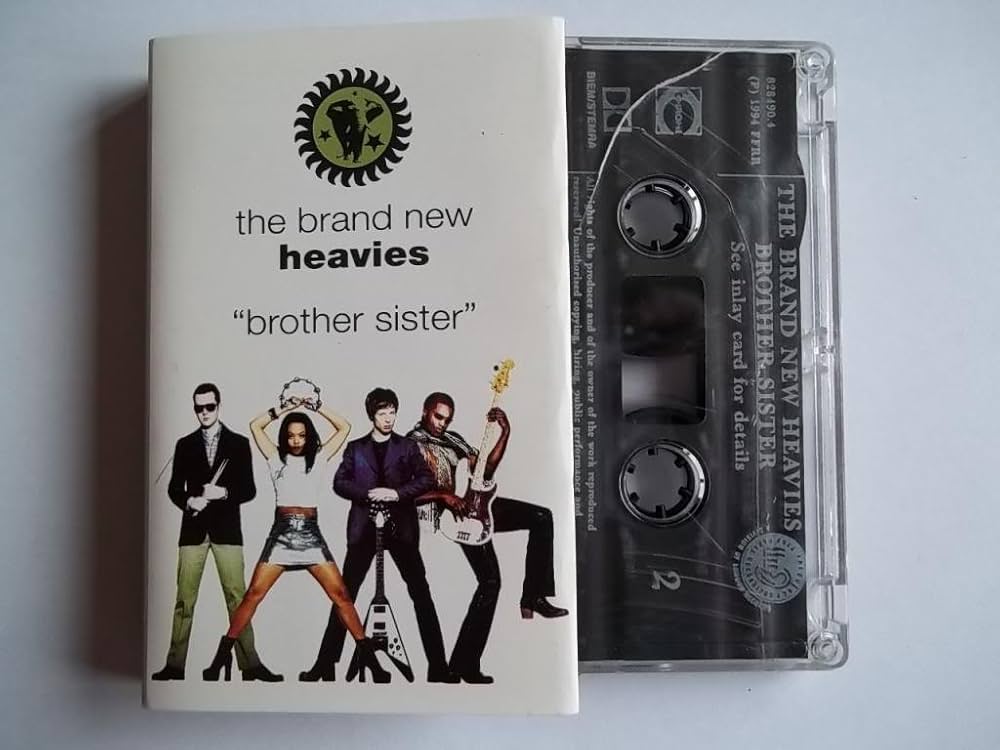 the brand new
heavies
“brother sister”
828490.4
(P) 1994 FFRR
THE BRAND NEW HEAVIES
BROTHER SISTER
See inlay card for details
BIEM/STEMRA
All rights of the producer and of the owner of the work reproduced
reserved. Unauthorised copying, hiring, public performance and
2